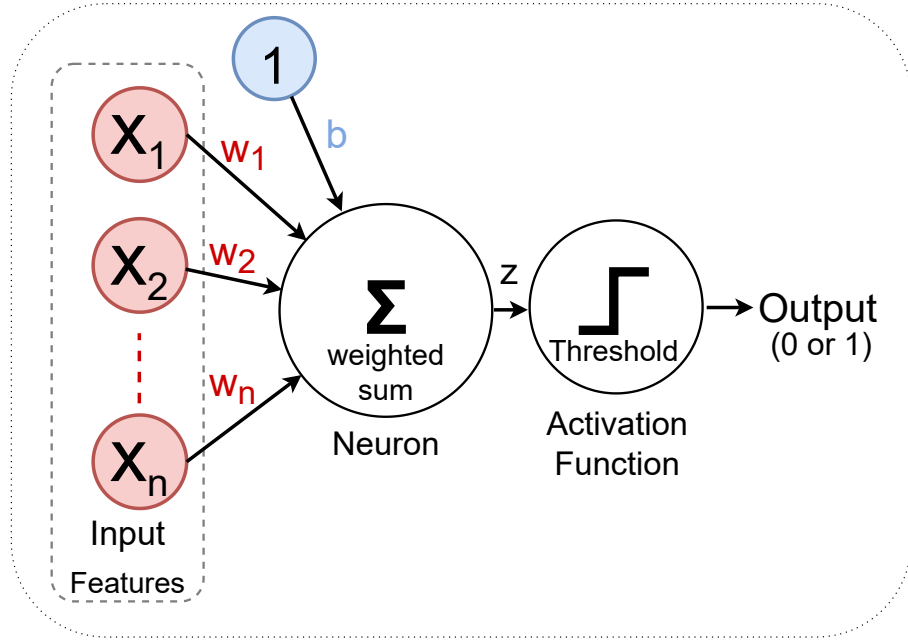 1
b
x₁
w₁
x₂
w₂
xₙ
wₙ
Input
Features
Σ
weighted
sum
Neuron
z
Threshold
Activation
Function
Output
(0 or 1)